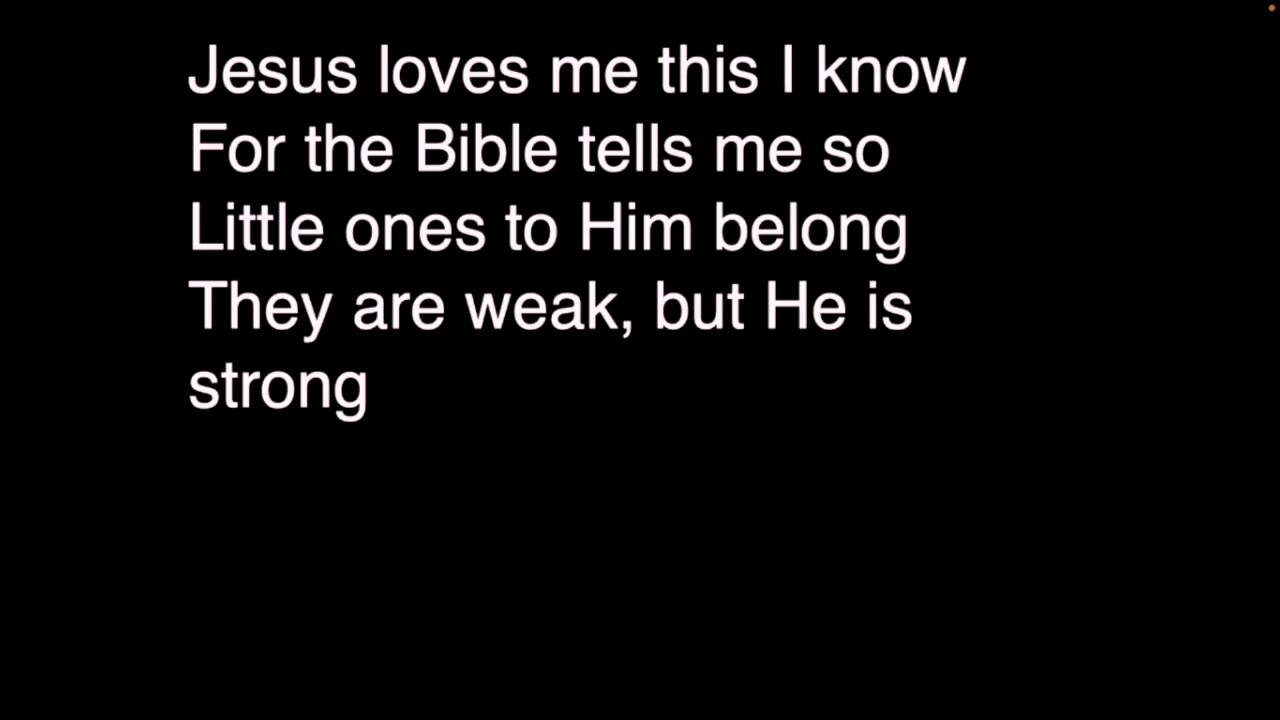 Jesus loves me this I know
For the Bible tells me so
Little ones to Him belong
They are weak, but He is
strong